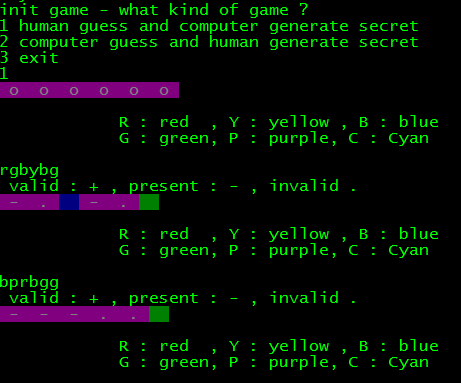 init game - what kind of game ?
1 human guess and computer generate secret
2 computer guess and human generate secret
3 exit
1
o o o o o o
R : red , Y : yellow , B : blue
G : green, P : purple, C : Cyan
rgbybg
valid : + , present : - , invalid .
- . - .
R : red , Y : yellow , B : blue
G : green, P : purple, C : Cyan
bprbgg
valid : + , present : - , invalid .
- - - . .
R : red , Y : yellow , B : blue
G : green, P : purple, C : Cyan